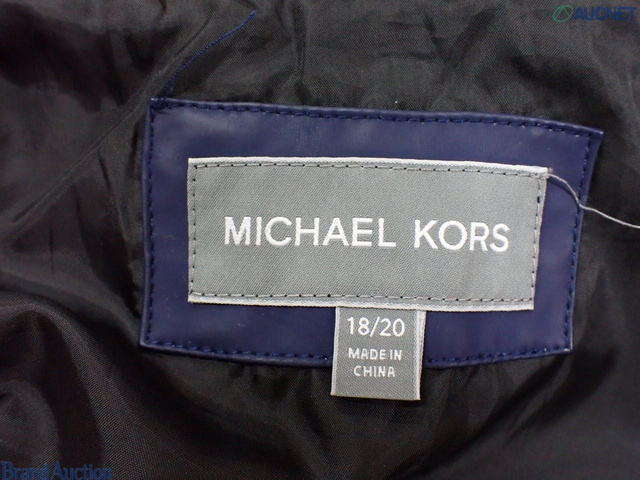 AUCNET
MICHAEL KORS
18/20
MADE IN
CHINA
Brand Auction